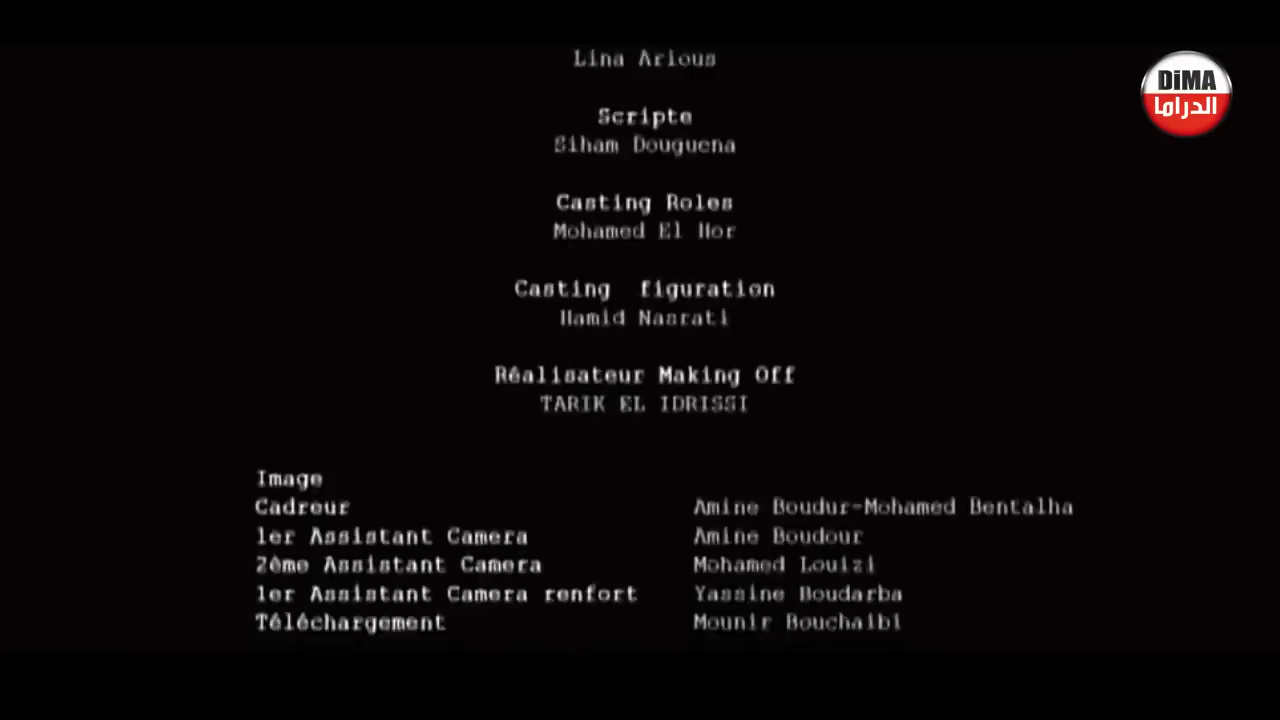 Lina Arious
DiMA
الدراما
Scripte
Siham Douguena
Casting Roles
Mohamed El Hor
Casting figuration
Hamid Nasrati
Réalisateur Making Off
TARIK EL IDRISSI
Image
Cadreur Amine Boudur-Mohamed Bentalha
1er Assistant Camera Amine Boudour
2ème Assistant Camera Mohamed Louizi
1er Assistant Camera renfort Yassine Boudarba
Téléchargement Mounir Bouchaibi